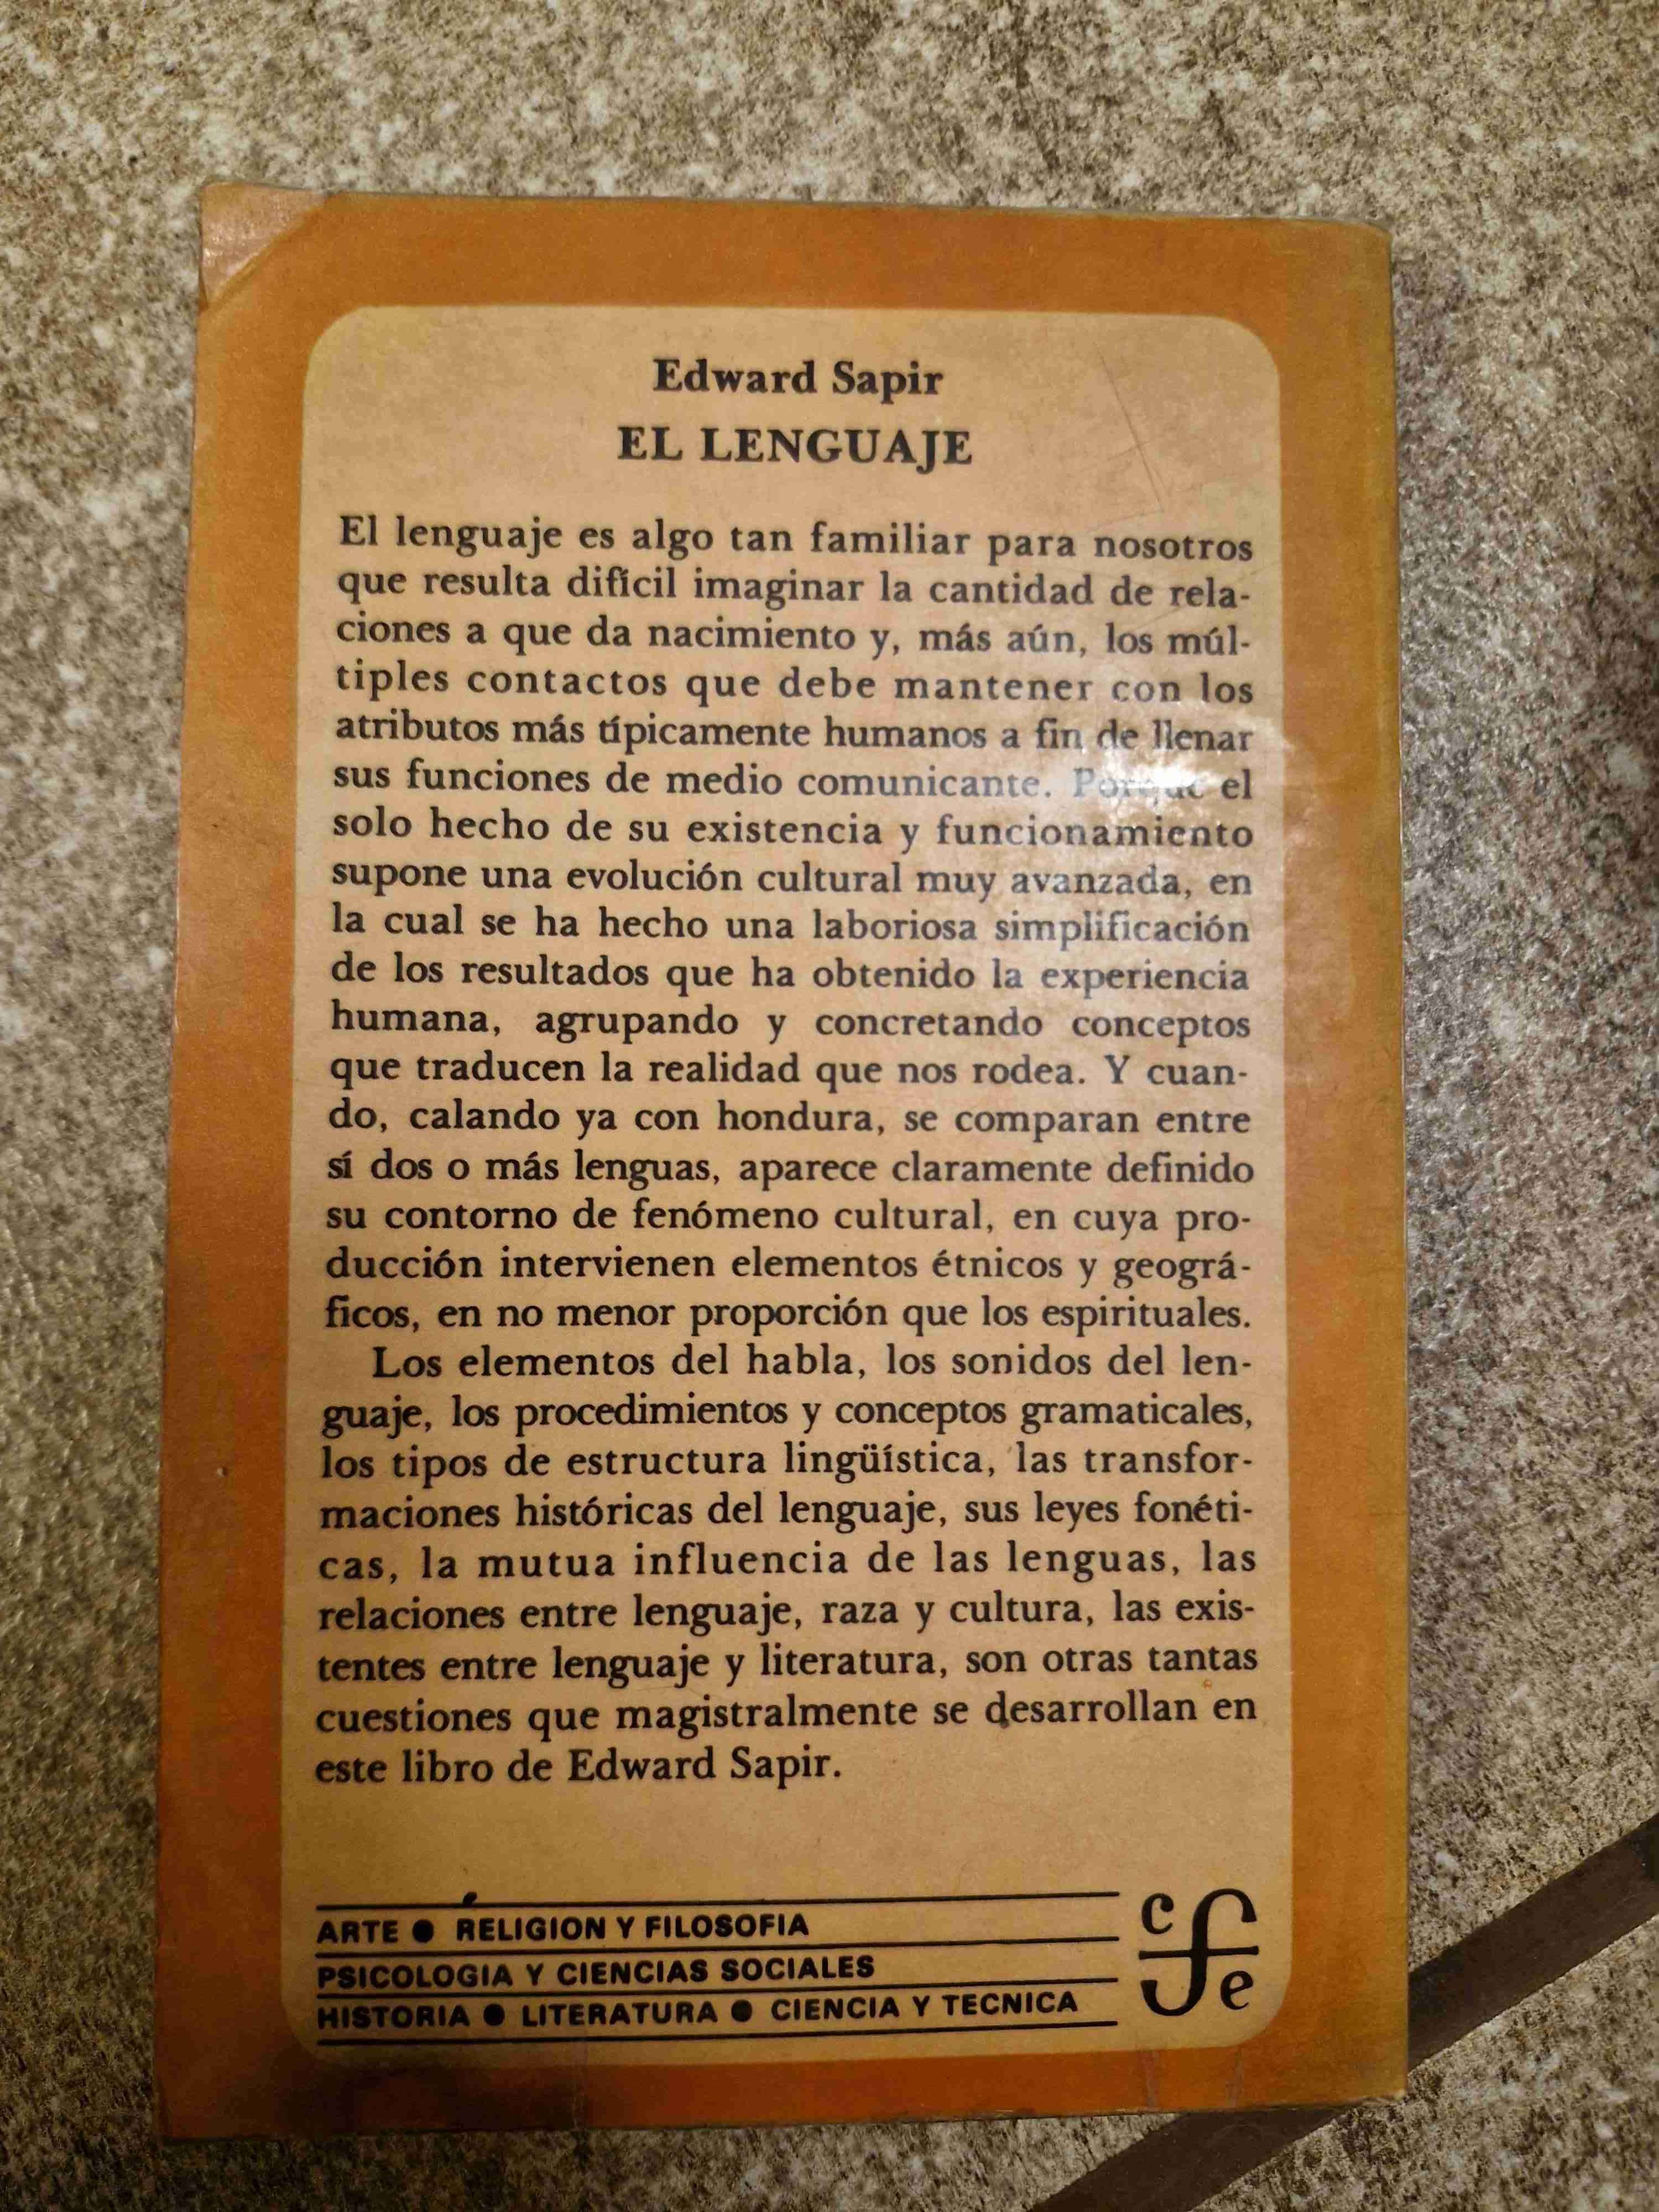 Edward Sapir
EL LENGUAJE
El lenguaje es algo tan familiar para nosotros
que resulta difícil imaginar la cantidad de rela-
ciones a que da nacimiento y, más aún, los múl-
tiples contactos que debe mantener con los
atributos más típicamente humanos a fin de llenar
sus funciones de medio comunicante. Porque el
solo hecho de su existencia y funcionamiento
supone una evolución cultural muy avanzada, en
la cual se ha hecho una laboriosa simplificación
de los resultados que ha obtenido la experiencia
humana, agrupando y concretando conceptos
que traducen la realidad que nos rodea. Y cuan-
do, calando ya con hondura, se comparan entre
sí dos o más lenguas, aparece claramente definido
su contorno de fenómeno cultural, en cuya pro-
ducción intervienen elementos étnicos y geográ-
ficos, en no menor proporción que los espirituales.
Los elementos del habla, los sonidos del len-
guaje, los procedimientos y conceptos gramaticales,
los tipos de estructura lingüística, las transfor-
maciones históricas del lenguaje, sus leyes fonéti-
cas, la mutua influencia de las lenguas, las
relaciones entre lenguaje, raza y cultura, las exis-
tentes entre lenguaje y literatura, son otras tantas
cuestiones que magistralmente se desarrollan en
este libro de Edward Sapir.
ARTE ● RELIGION Y FILOSOFIA
PSICOLOGIA Y CIENCIAS SOCIALES
HISTORIA ● LITERATURA ● CIENCIA Y TECNICA
cfe